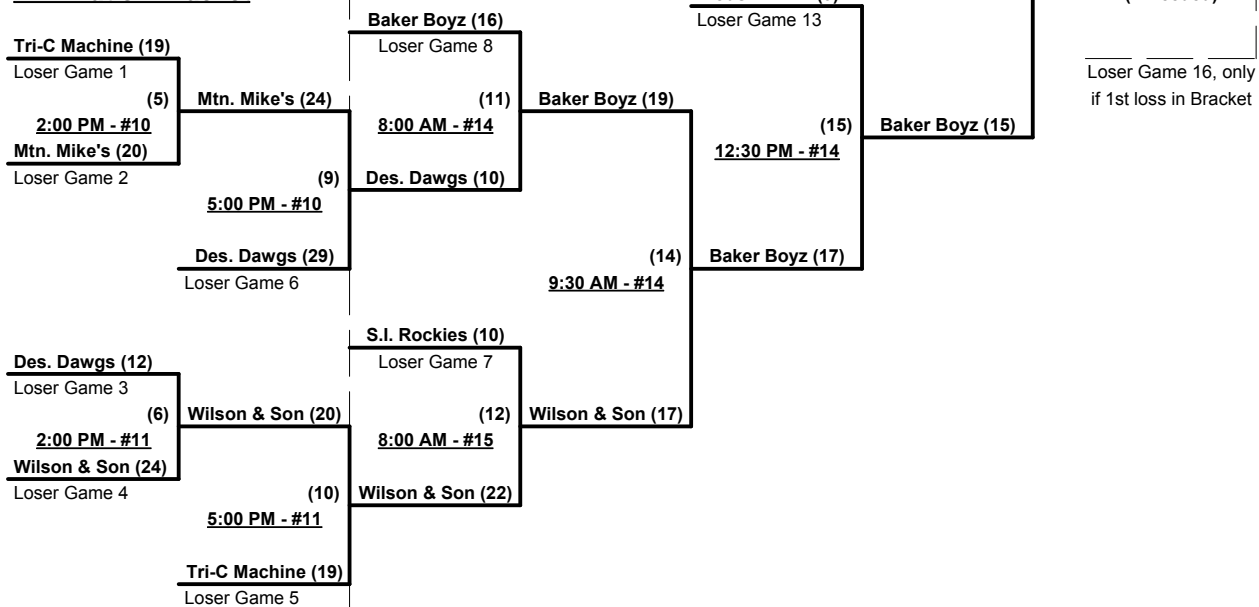 Baker Boyz (16)
Loser Game 8
Loser Game 13
Tri-C Machine (19)
Loser Game 1
Loser Game 16, only
if 1st loss in Bracket
(5)
Mtn. Mike's (24)
(11)
Baker Boyz (19)
2:00 PM - #10
8:00 AM - #14
(15)
Baker Boyz (15)
Mtn. Mike's (20)
12:30 PM - #14
Loser Game 2
(9)
Des. Dawgs (10)
5:00 PM - #10
Des. Dawgs (29)
(14)
Baker Boyz (17)
Loser Game 6
9:30 AM - #14
S.I. Rockies (10)
Des. Dawgs (12)
Loser Game 7
Loser Game 3
(6)
Wilson & Son (20)
(12)
Wilson & Son (17)
2:00 PM - #11
8:00 AM - #15
Wilson & Son (24)
Loser Game 4
(10)
Wilson & Son (22)
5:00 PM - #11
Tri-C Machine (19)
Loser Game 5